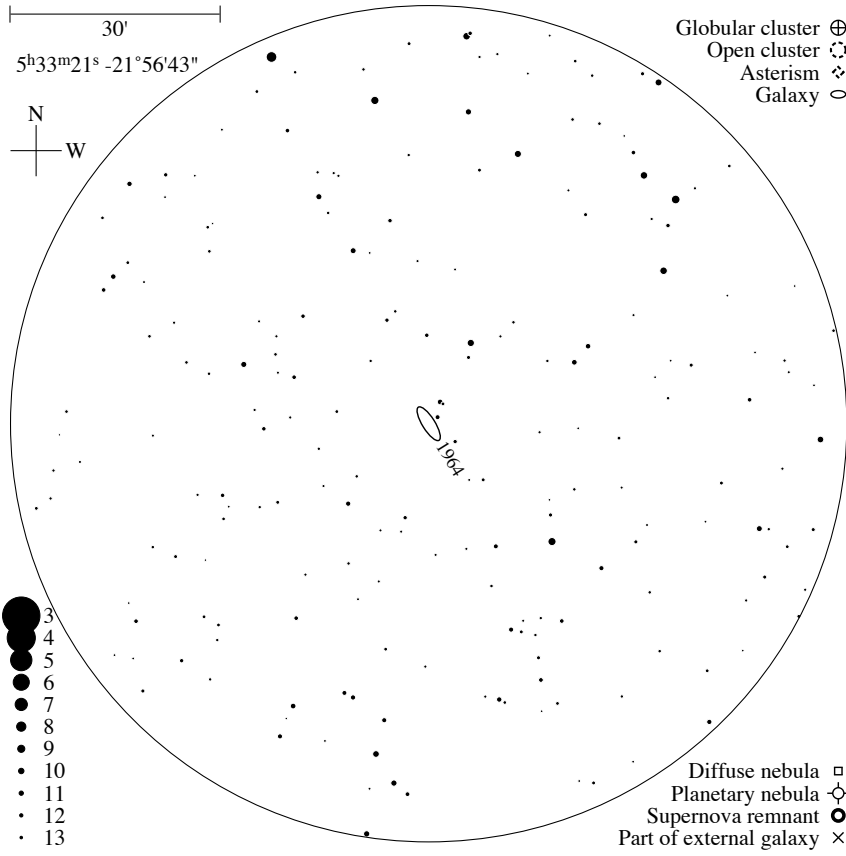 30'
5ʰ33ᵐ21ˢ -21°56'43"
N
W
Globular cluster
Open cluster
Asterism
Galaxy
1964
3
4
5
6
7
8
9
10
11
12
13
Diffuse nebula
Planetary nebula
Supernova remnant
Part of external galaxy